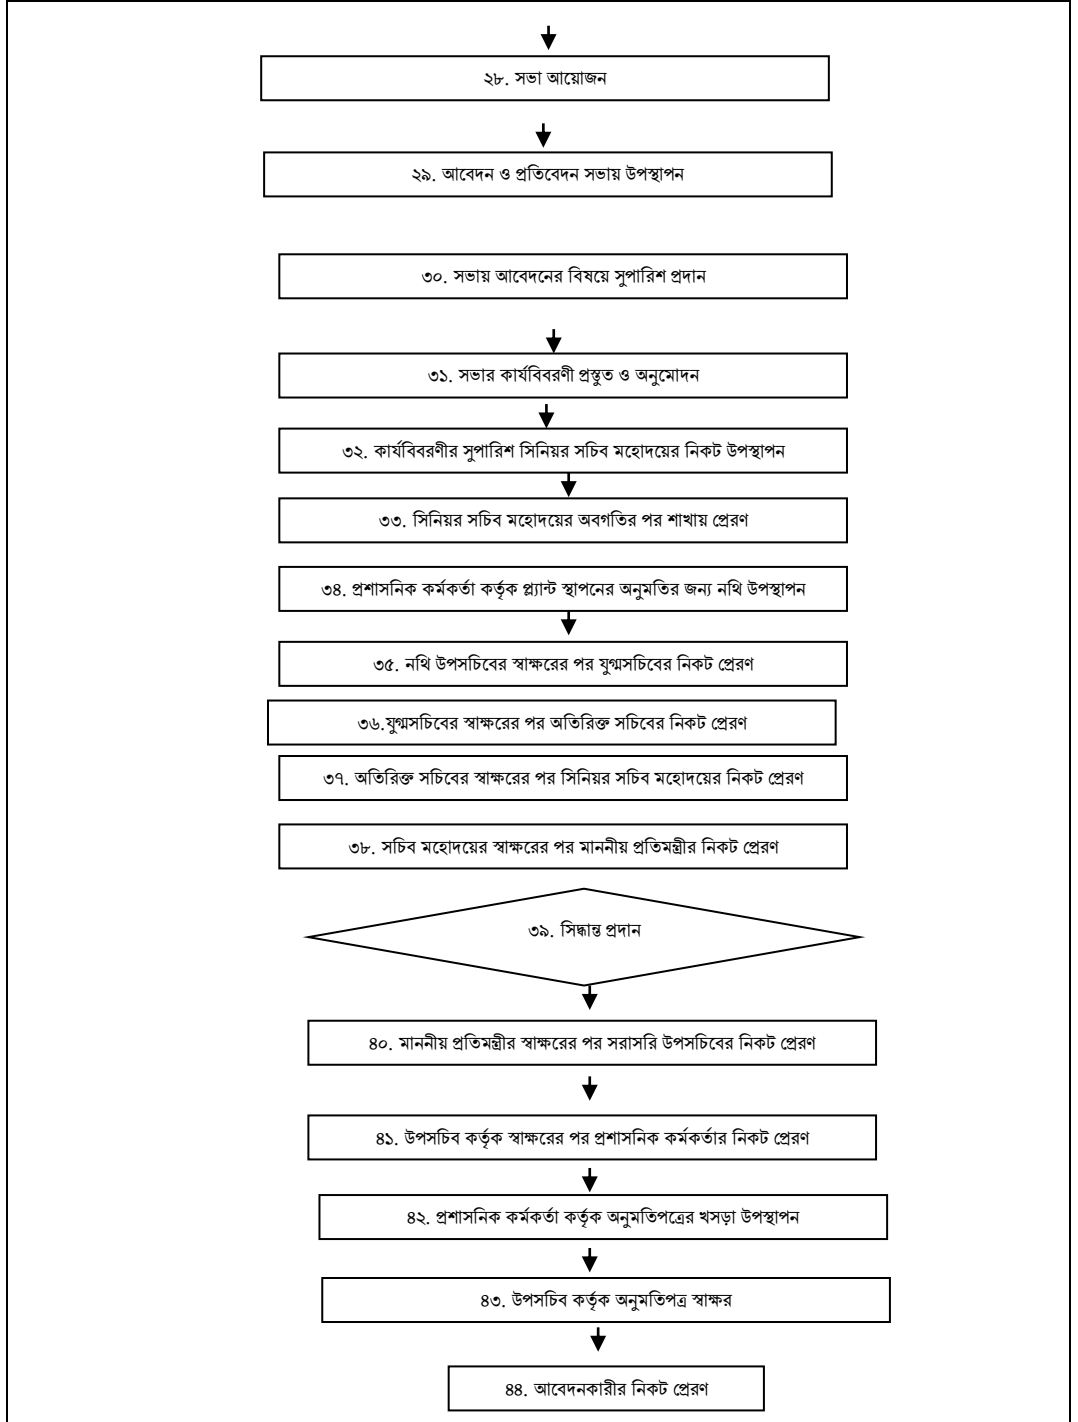 ২৮. সভা আয়োজন
২৯. আবেদন ও প্রতিবেদন সভায় উপস্থাপন
৩০. সভায় আবেদনের বিষয়ে সুপারিশ প্রদান
৩১. সভার কার্যবিবরণী প্রস্তুত ও অনুমোদন
৩২. কার্যবিবরণীর সুপারিশ সিনিয়র সচিব মহোদয়ের নিকট উপস্থাপন
৩৩. সিনিয়র সচিব মহোদয়ের অবগতির পর শাখায় প্রেরণ
৩৪. প্রশাসনিক কর্মকর্তা কর্তৃক প্ল্যান্ট স্থাপনের অনুমতির জন্য নথি উপস্থাপন
৩৫. নথি উপসচিবের স্বাক্ষরের পর যুগ্মসচিবের নিকট প্রেরণ
৩৬.যুগ্মসচিবের স্বাক্ষরের পর অতিরিক্ত সচিবের নিকট প্রেরণ
৩৭. অতিরিক্ত সচিবের স্বাক্ষরের পর সিনিয়র সচিব মহোদয়ের নিকট প্রেরণ
৩৮. সচিব মহোদয়ের স্বাক্ষরের পর মাননীয় প্রতিমন্ত্রীর নিকট প্রেরণ
৩৯. সিদ্ধান্ত প্রদান
৪০. মাননীয় প্রতিমন্ত্রীর স্বাক্ষরের পর সরাসরি উপসচিবের নিকট প্রেরণ
৪১. উপসচিব কর্তৃক স্বাক্ষরের পর প্রশাসনিক কর্মকর্তার নিকট প্রেরণ
৪২. প্রশাসনিক কর্মকর্তা কর্তৃক অনুমতিপত্রের খসড়া উপস্থাপন
৪৩. উপসচিব কর্তৃক অনুমতিপত্র স্বাক্ষর
৪৪. আবেদনকারীর নিকট প্রেরণ